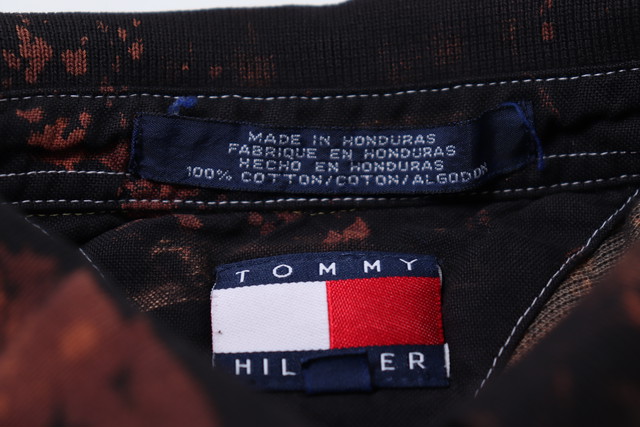 MADE IN HONDURAS
FABRIQUE EN HONDURAS
HECHO EN HONDURAS
100% COTTON/COTON/ALGODON
TOMMY
HIL ER